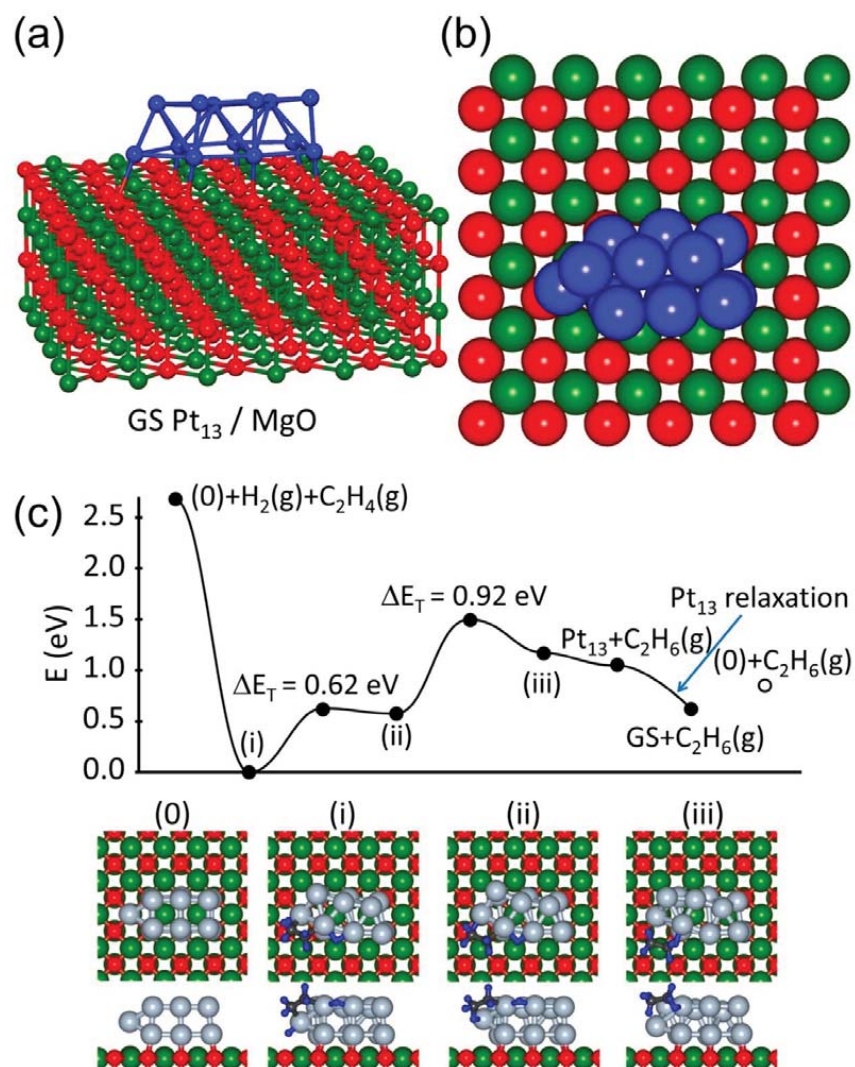 (a)
(b)
GS Pt₁₃ / MgO
(c)
E (eV)
2.5
2.0
1.5
1.0
0.5
0.0
(0)+H₂(g)+C₂H₄(g)
(i)
ΔE_T = 0.62 eV
(ii)
ΔE_T = 0.92 eV
(iii)
Pt₁₃+C₂H₆(g)
Pt₁₃ relaxation
(0)+C₂H₆(g)
GS+C₂H₆(g)
(0)
(i)
(ii)
(iii)